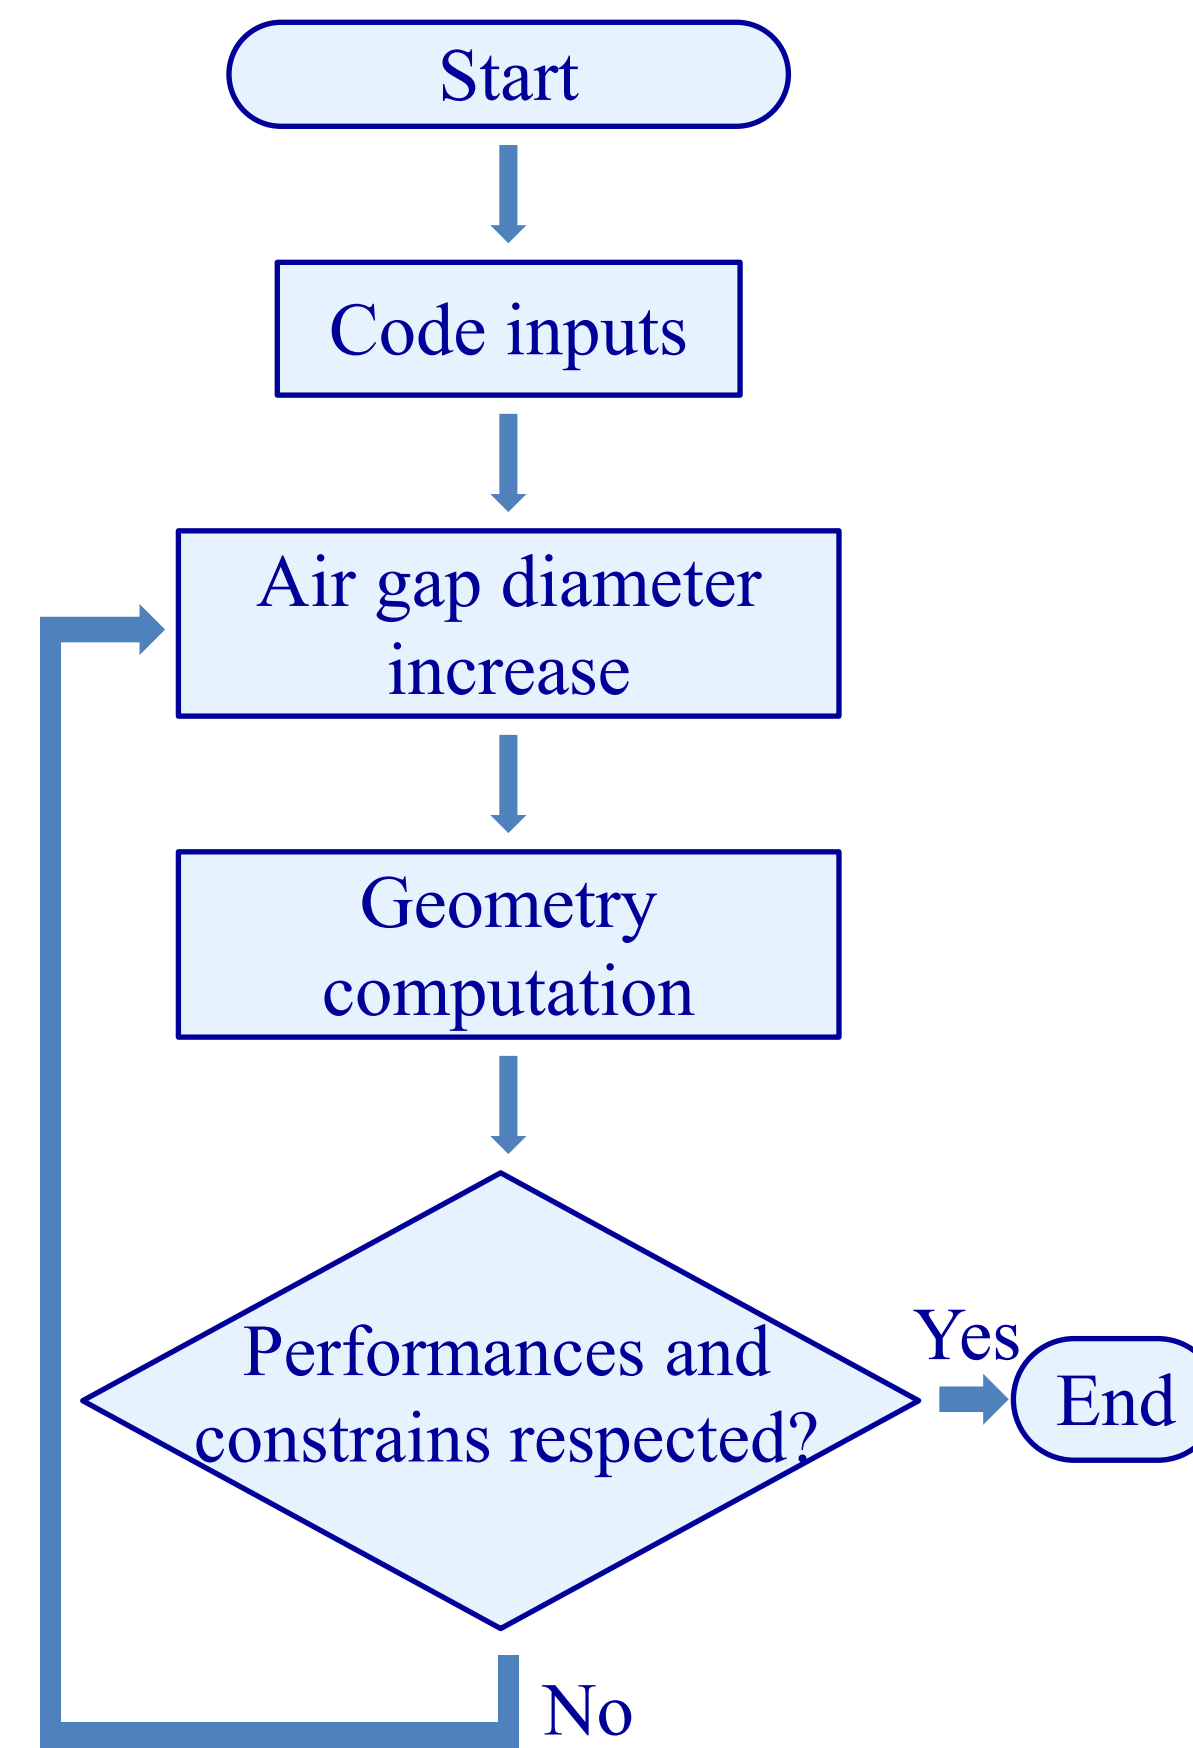 Start
Code inputs
Air gap diameter
increase
Geometry
computation
Performances and
constrains respected?
Yes
End
No